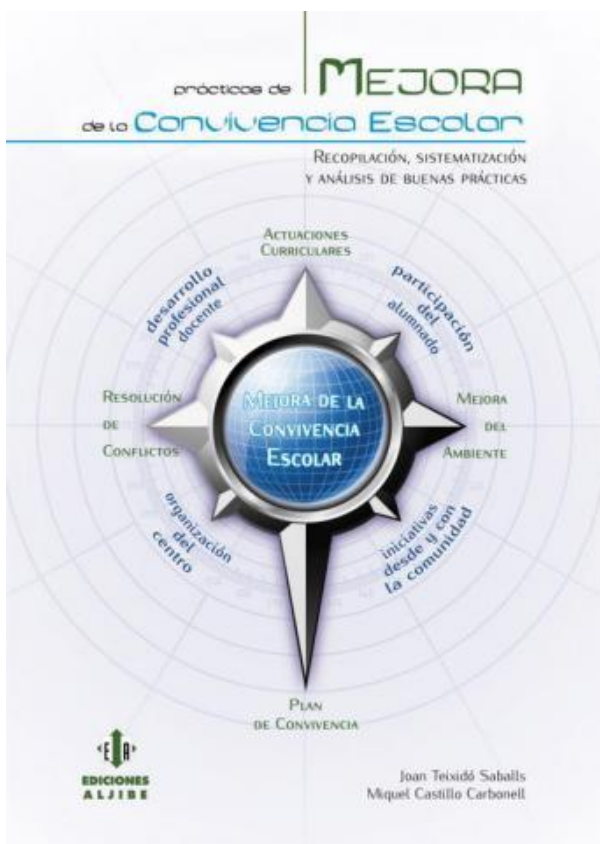 prácticas de MEJORA
de la Convivencia Escolar
RECOPILACIÓN, SISTEMATIZACIÓN
Y ANÁLISIS DE BUENAS PRÁCTICAS
ACTUACIONES
CURRICULARES
desarrollo
profesional
docente
participación
del
alumnado
RESOLUCIÓN
DE
CONFLICTOS
MEJORA DE LA
CONVIVENCIA
ESCOLAR
MEJORA
DEL
AMBIENTE
organización
del
centro
iniciativas
desde y con
la comunidad
PLAN
DE CONVIVENCIA
E A
EDICIONES
ALJIBE
Joan Teixidó Saballs
Miquel Castillo Carbonell